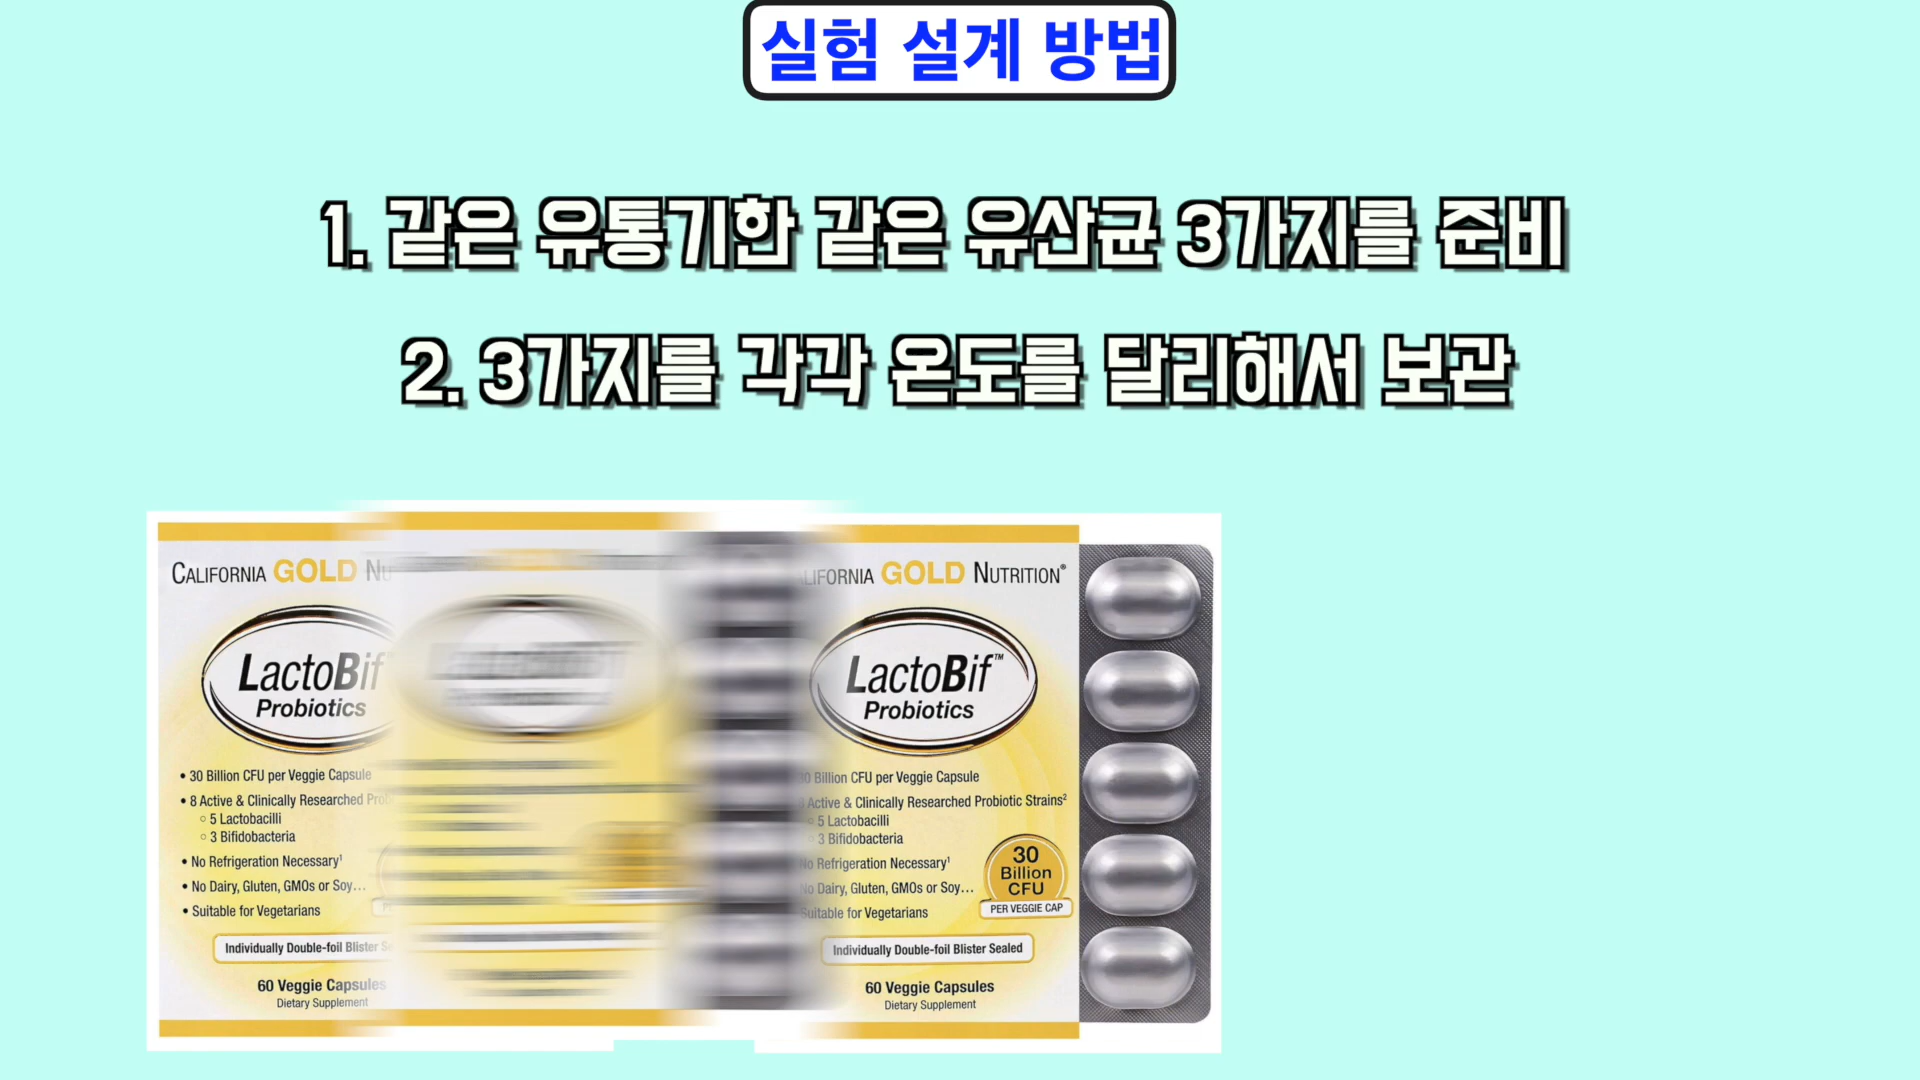 실험 설계 방법
1. 같은 유통기한 같은 유산균 3가지를 준비
2. 3가지를 각각 온도를 달리해서 보관
CALIFORNIA GOLD
LactoBif
Probiotics
• 30 Billion CFU per Veggie Capsule
• 8 Active & Clinically Researched
○ 5 Lactobacilli
○ 3 Bifidobacteria
• No Refrigeration Necessary¹
• No Dairy, Gluten, GMOs or Soy...
• Suitable for Vegetarians
Individually Double-foil Blister
60 Veggie Capsules
Dietary Supplement
GOLD NUTRITION®
LactoBif™
Probiotics
30 Billion CFU per Veggie Capsule
8 Active & Clinically Researched Probiotic Strains²
○ 5 Lactobacilli
○ 3 Bifidobacteria
No Refrigeration Necessary¹
No Dairy, Gluten, GMOs or Soy...
Suitable for Vegetarians
30
Billion
CFU
PER VEGGIE CAP
Individually Double-foil Blister Sealed
60 Veggie Capsules
Dietary Supplement